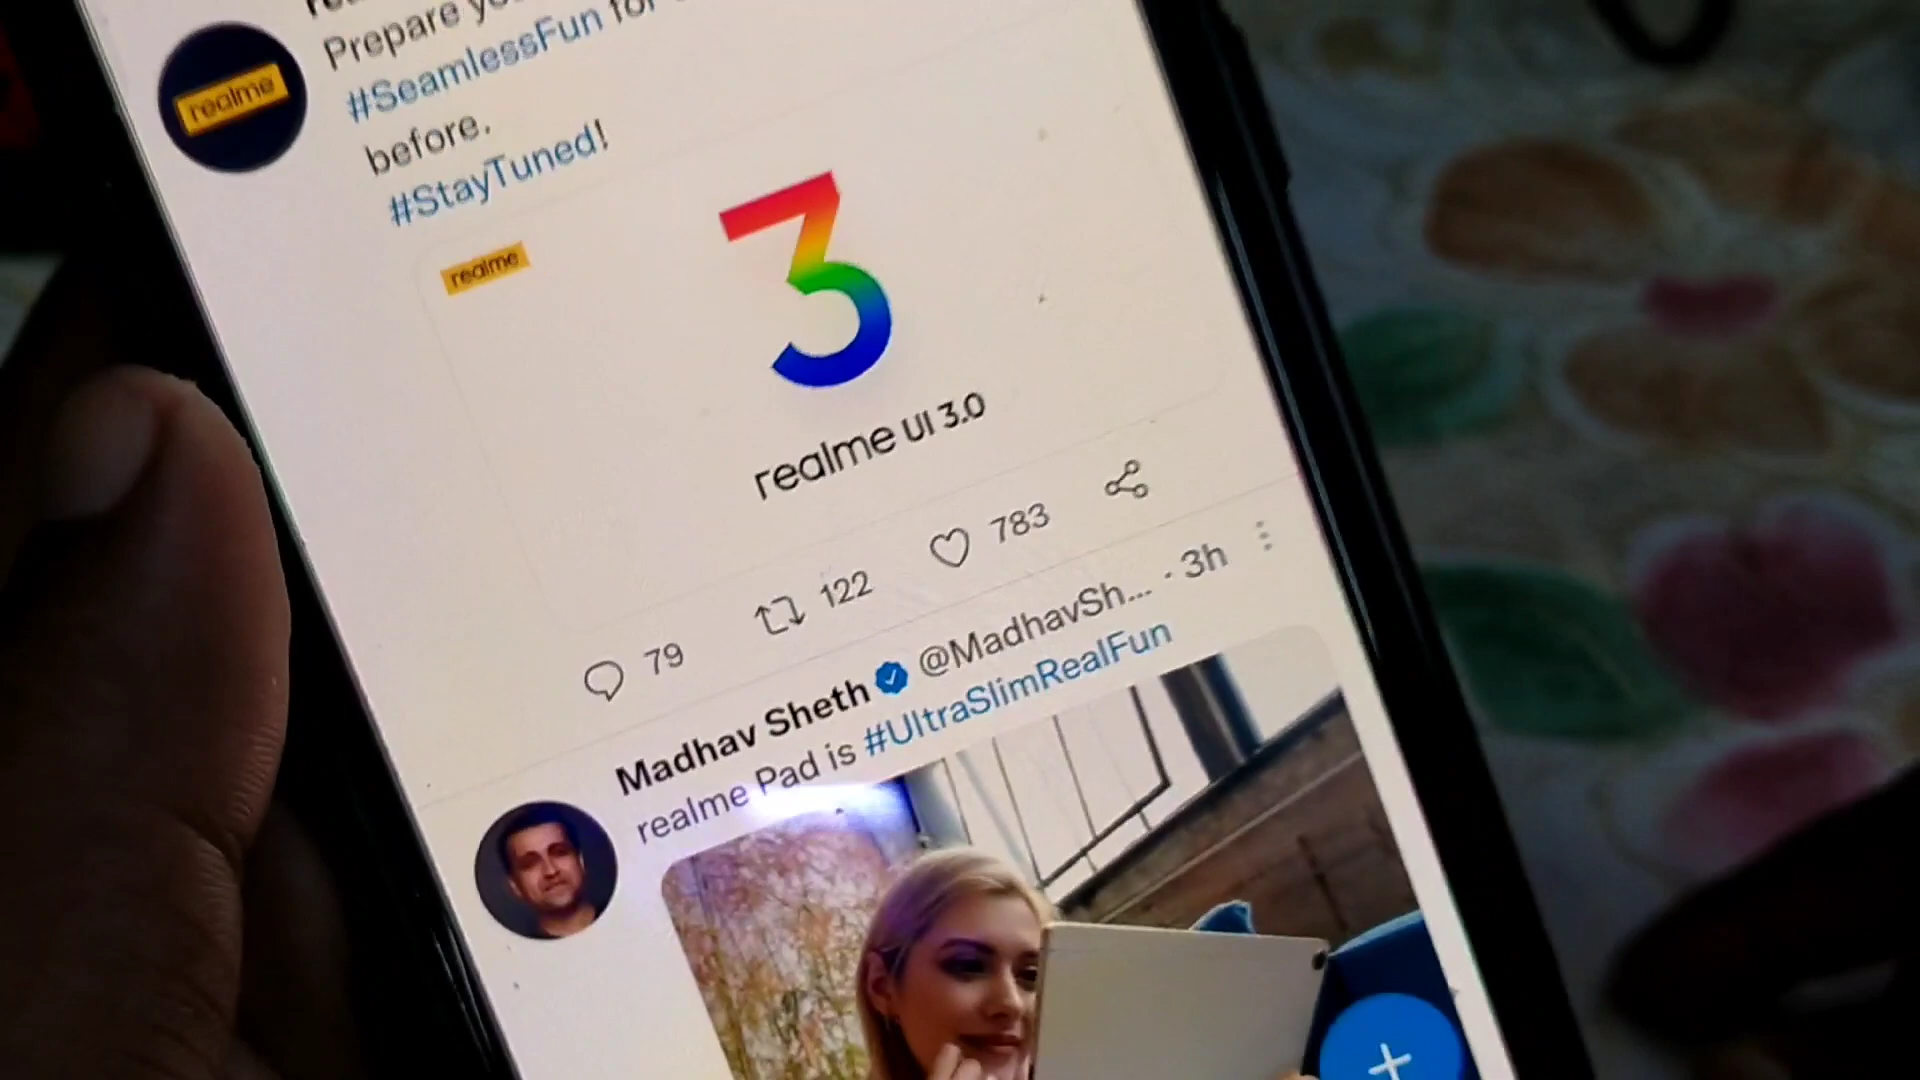 realme
Prepare
#SeamlessFun for
before.
#StayTuned!
realme
3
realme UI 3.0
79 122 783
Madhav Sheth @MadhavSh... · 3h
realme Pad is #UltraSlimRealFun